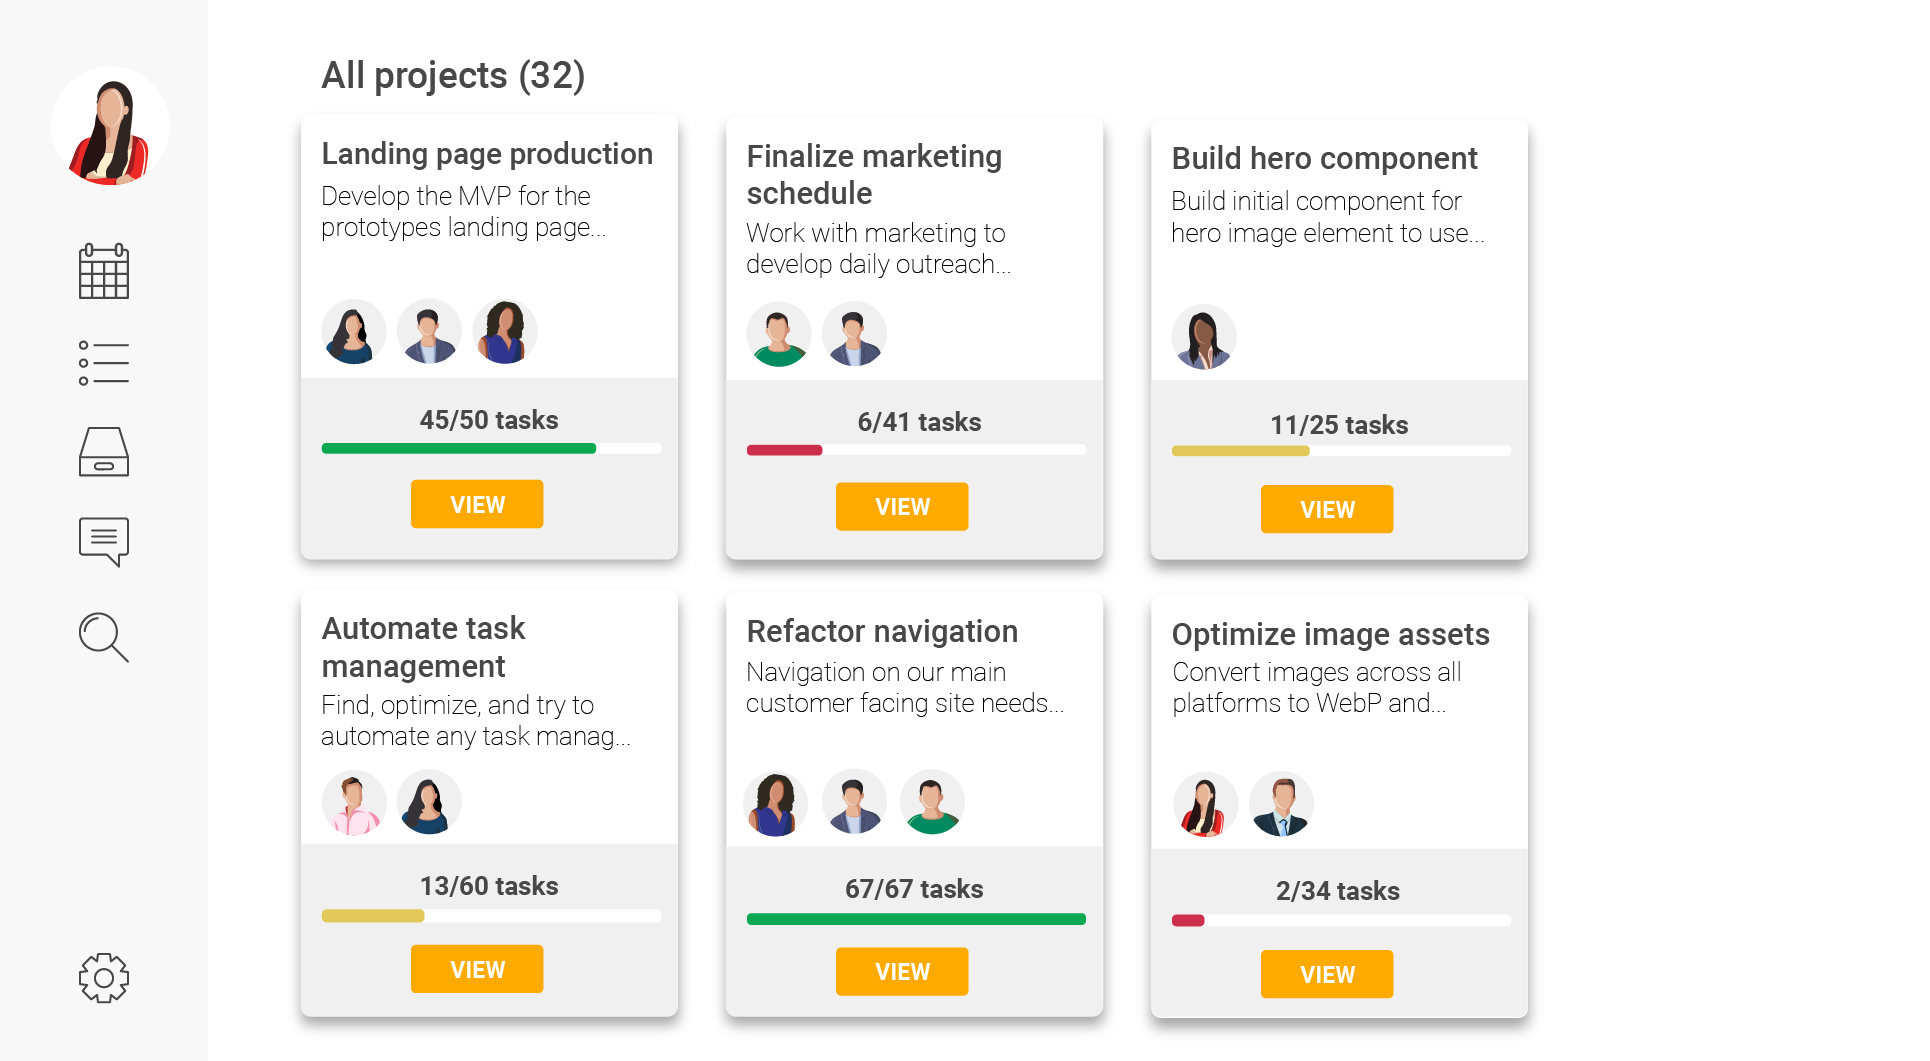 All projects (32)
Landing page production
Develop the MVP for the
prototypes landing page...
45/50 tasks
VIEW
Finalize marketing
schedule
Work with marketing to
develop daily outreach...
6/41 tasks
VIEW
Build hero component
Build initial component for
hero image element to use...
11/25 tasks
VIEW
Automate task
management
Find, optimize, and try to
automate any task manag...
13/60 tasks
VIEW
Refactor navigation
Navigation on our main
customer facing site needs...
67/67 tasks
VIEW
Optimize image assets
Convert images across all
platforms to WebP and...
2/34 tasks
VIEW